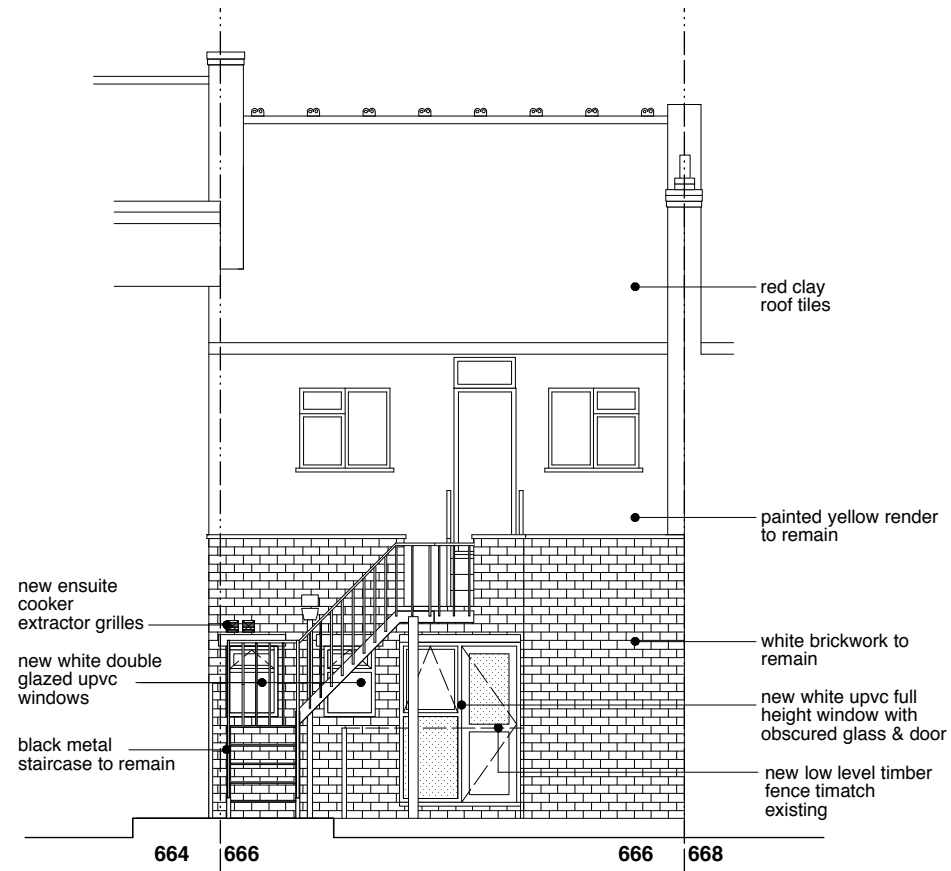 red clay
roof tiles
painted yellow render
to remain
new ensuite
cooker
extractor grilles
white brickwork to
remain
new white double
glazed upvc
windows
new white upvc full
height window with
obscured glass & door
black metal
staircase to remain
new low level timber
fence timatch
existing
664 666
666 668